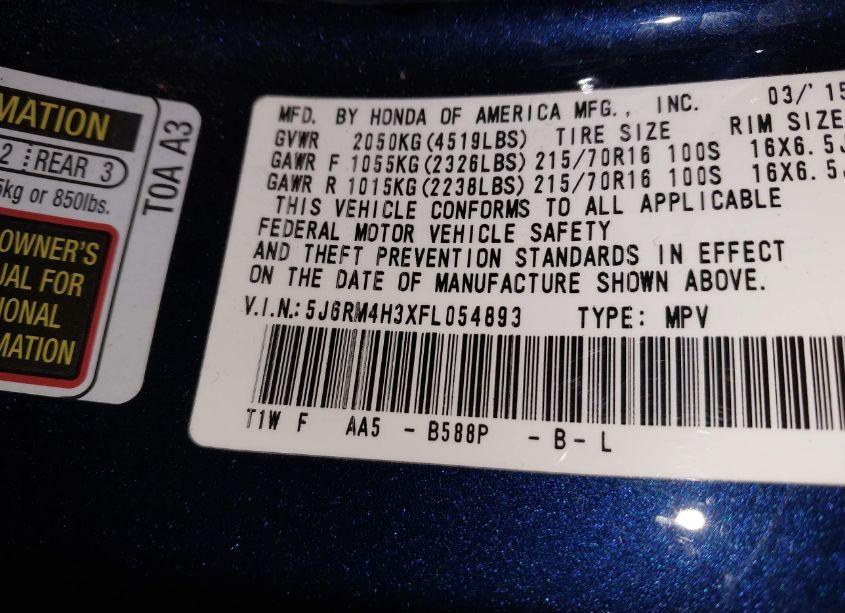 MATION
2 REAR 3
kg or 850lbs.
OWNER'S
UAL FOR
IONAL
MATION
TOA A3
MFD. BY HONDA OF AMERICA MFG., INC. 03/'15
GVWR 2050KG(4519LBS) TIRE SIZE RIM SIZE
GAWR F 1055KG(2326LBS) 215/70R16 100S 16X6.5J
GAWR R 1015KG(2238LBS) 215/70R16 100S 16X6.5J
THIS VEHICLE CONFORMS TO ALL APPLICABLE
FEDERAL MOTOR VEHICLE SAFETY
AND THEFT PREVENTION STANDARDS IN EFFECT
ON THE DATE OF MANUFACTURE SHOWN ABOVE.
V.I.N.: 5J6RM4H3XFL054893 TYPE: MPV
T1W F AA5 - B588P - B - L